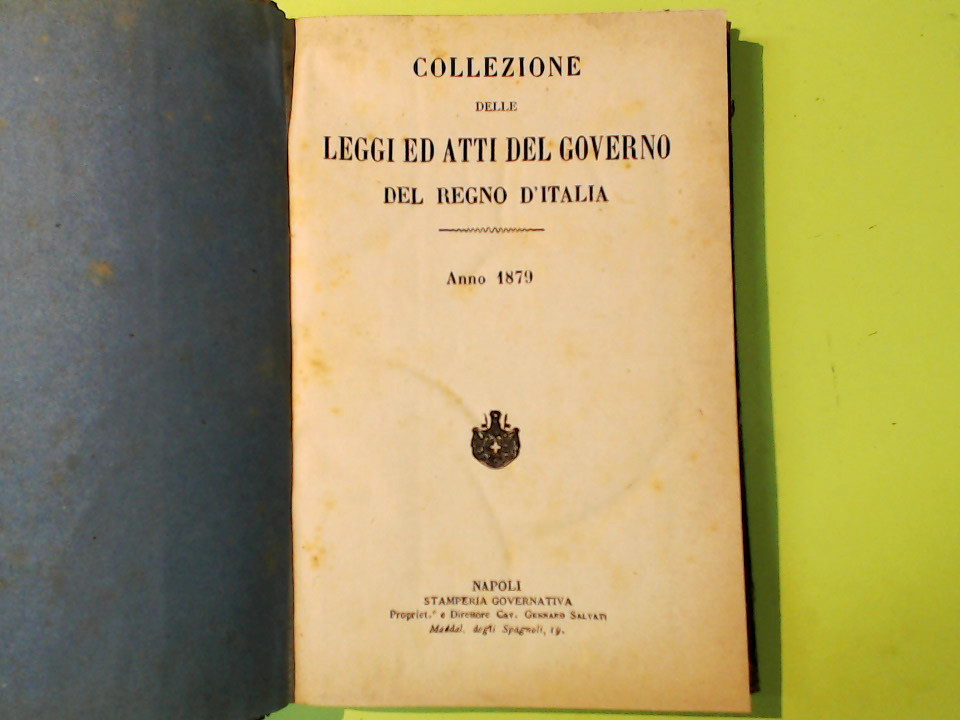 COLLEZIONE
DELLE
LEGGI ED ATTI DEL GOVERNO
DEL REGNO D'ITALIA
Anno 1879
NAPOLI
STAMPERIA GOVERNATIVA
Propriet.° e Direttore Cav. Gennaro Salvati
Maddal. degli Spagnoli, 19.